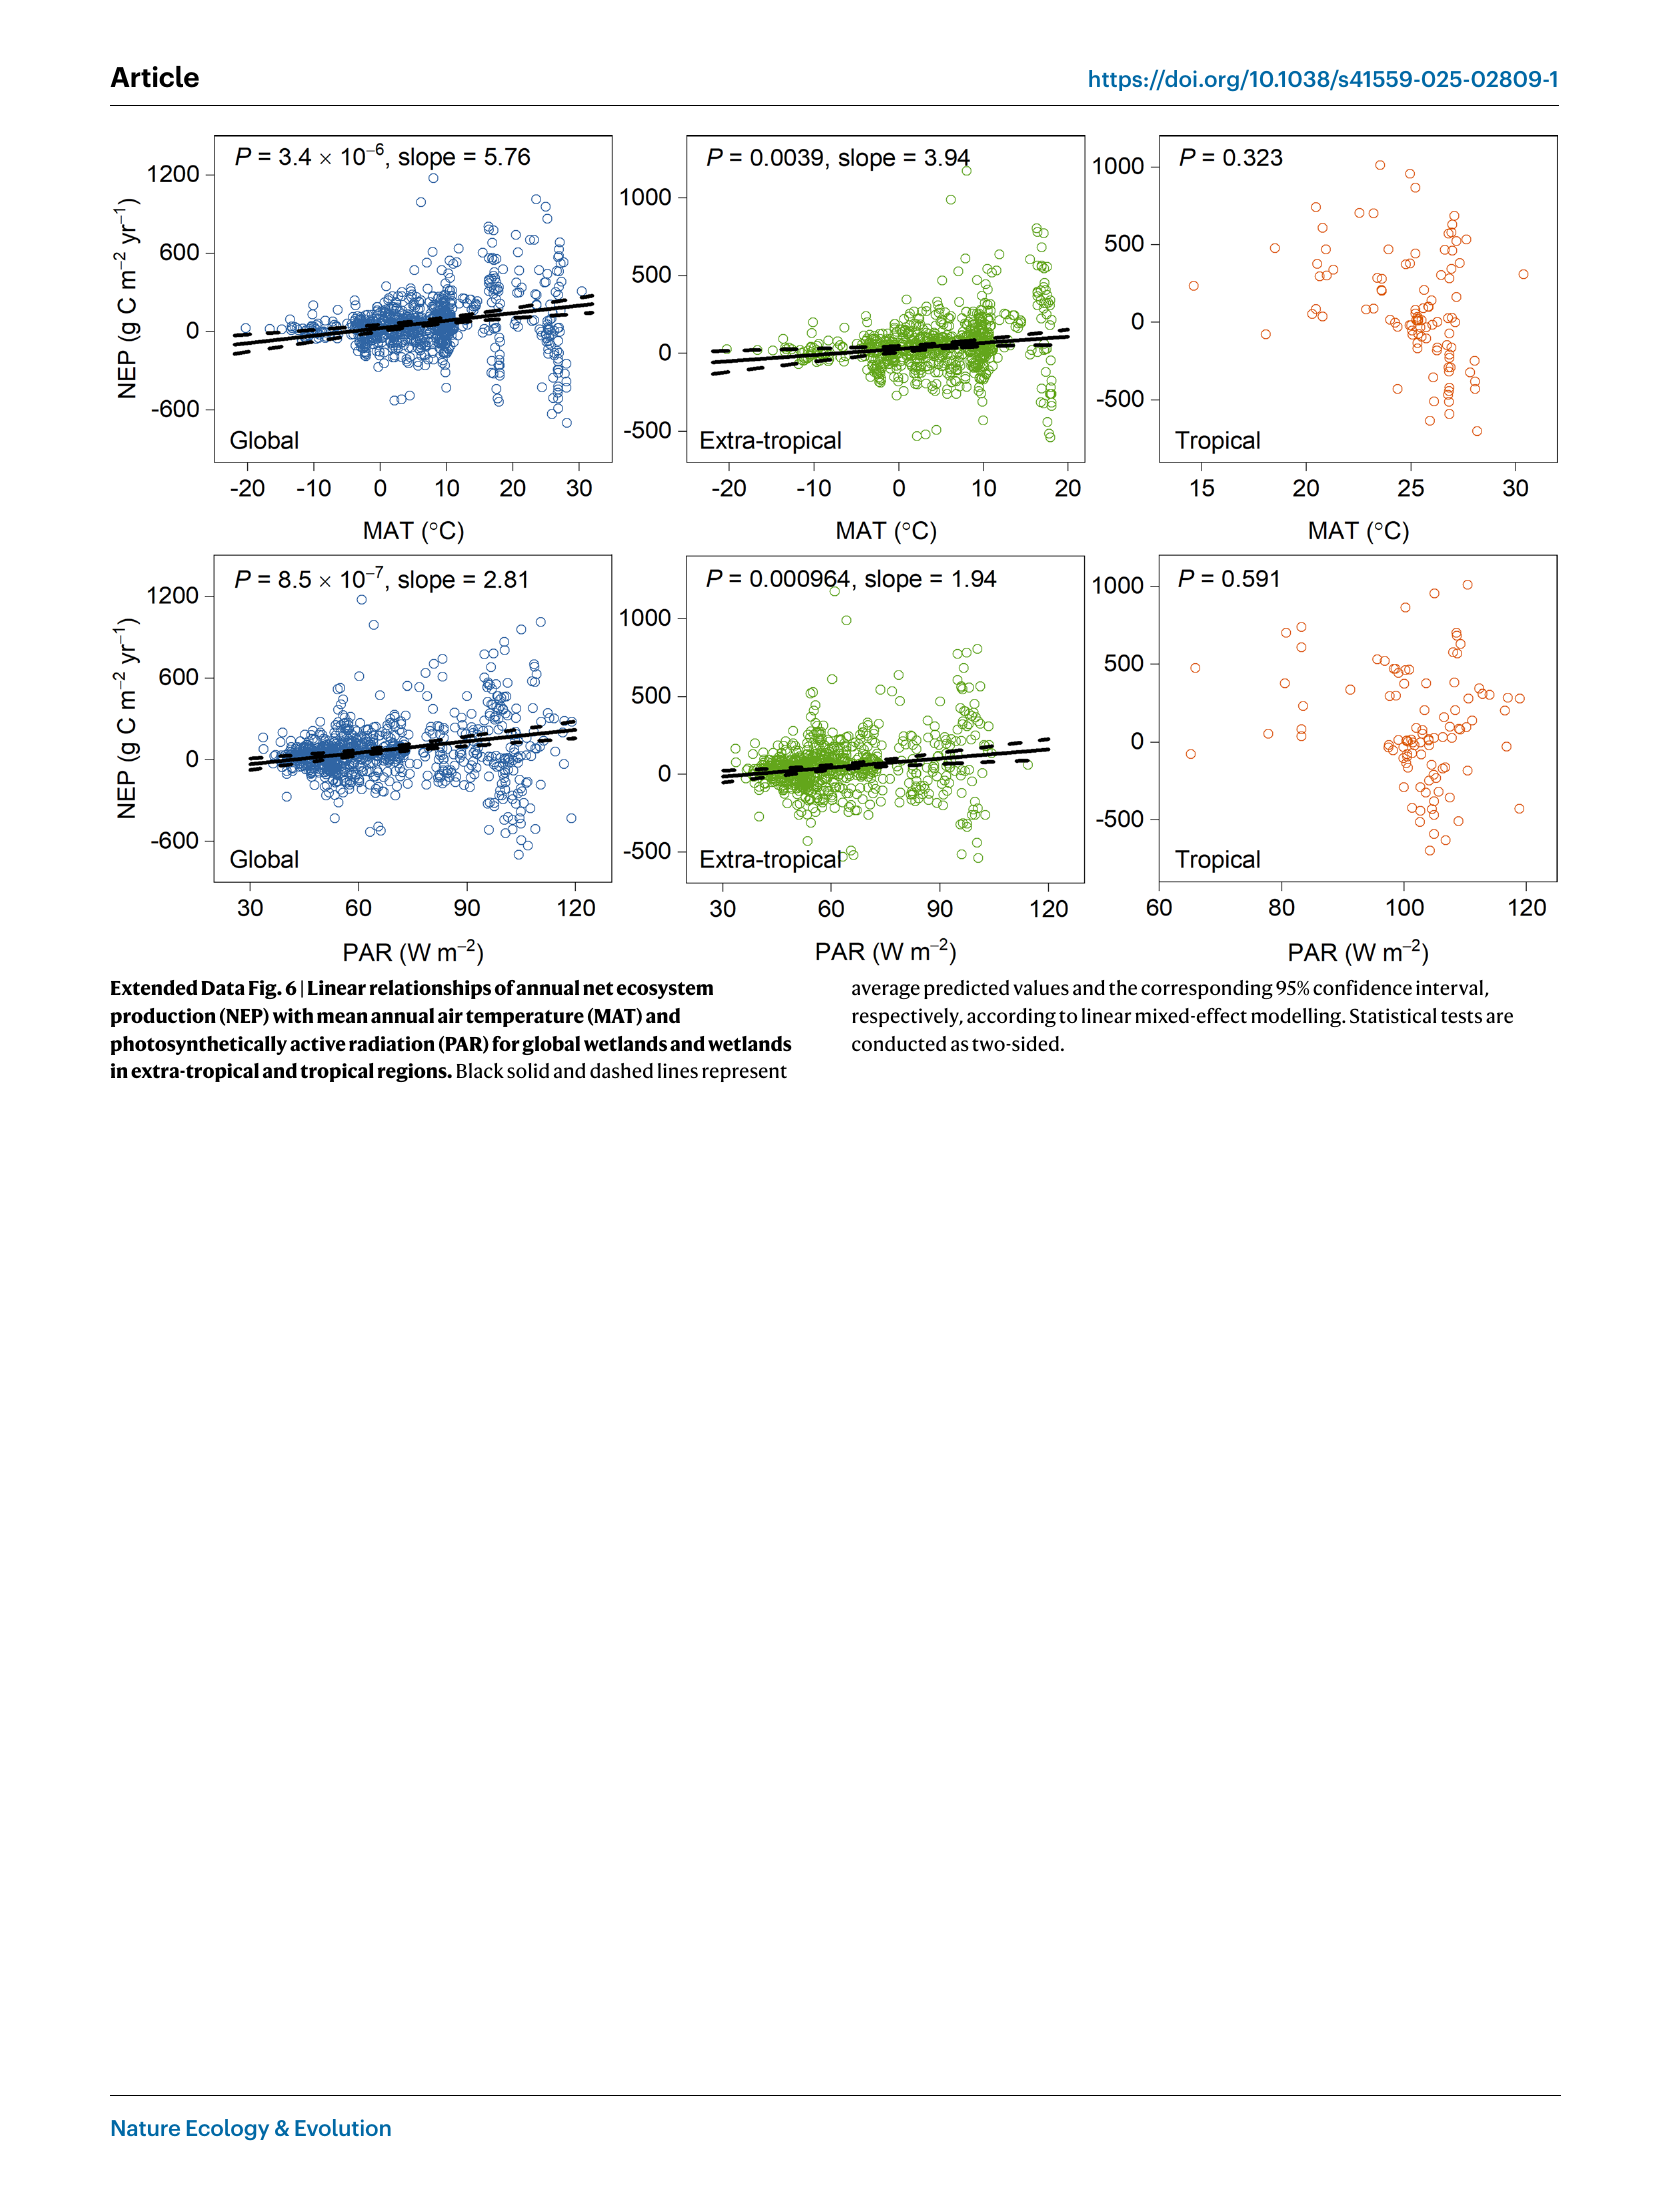 Article
https://doi.org/10.1038/s41559-025-02809-1
P = 3.4 × 10⁻⁶, slope = 5.76
1200
600
0
-600
NEP (g C m⁻² yr⁻¹)
Global
-20 -10 0 10 20 30
MAT (°C)
P = 0.0039, slope = 3.94
1000
500
0
-500
Extra-tropical
-20 -10 0 10 20
MAT (°C)
P = 0.323
1000
500
0
-500
Tropical
15 20 25 30
MAT (°C)
P = 8.5 × 10⁻⁷, slope = 2.81
1200
600
0
-600
NEP (g C m⁻² yr⁻¹)
Global
30 60 90 120
PAR (W m⁻²)
P = 0.000964, slope = 1.94
1000
500
0
-500
Extra-tropical
30 60 90 120
PAR (W m⁻²)
P = 0.591
1000
500
0
-500
Tropical
60 80 100 120
PAR (W m⁻²)
Extended Data Fig. 6 | Linear relationships of annual net ecosystem
production (NEP) with mean annual air temperature (MAT) and
photosynthetically active radiation (PAR) for global wetlands and wetlands
in extra-tropical and tropical regions. Black solid and dashed lines represent
average predicted values and the corresponding 95% confidence interval,
respectively, according to linear mixed-effect modelling. Statistical tests are
conducted as two-sided.
Nature Ecology & Evolution